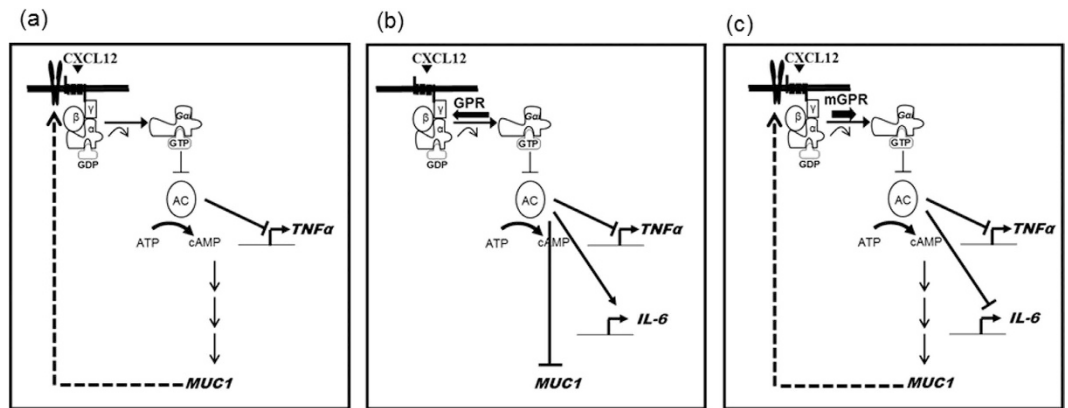 (a)
CXCL12
γ
β
α
GDP
Gα
GTP
AC
ATP
cAMP
TNFα
MUC1
(b)
CXCL12
GPR
γ
β
α
GDP
Gα
GTP
AC
ATP
cAMP
TNFα
IL-6
MUC1
(c)
CXCL12
mGPR
γ
β
α
GDP
Gα
GTP
AC
ATP
cAMP
TNFα
IL-6
MUC1